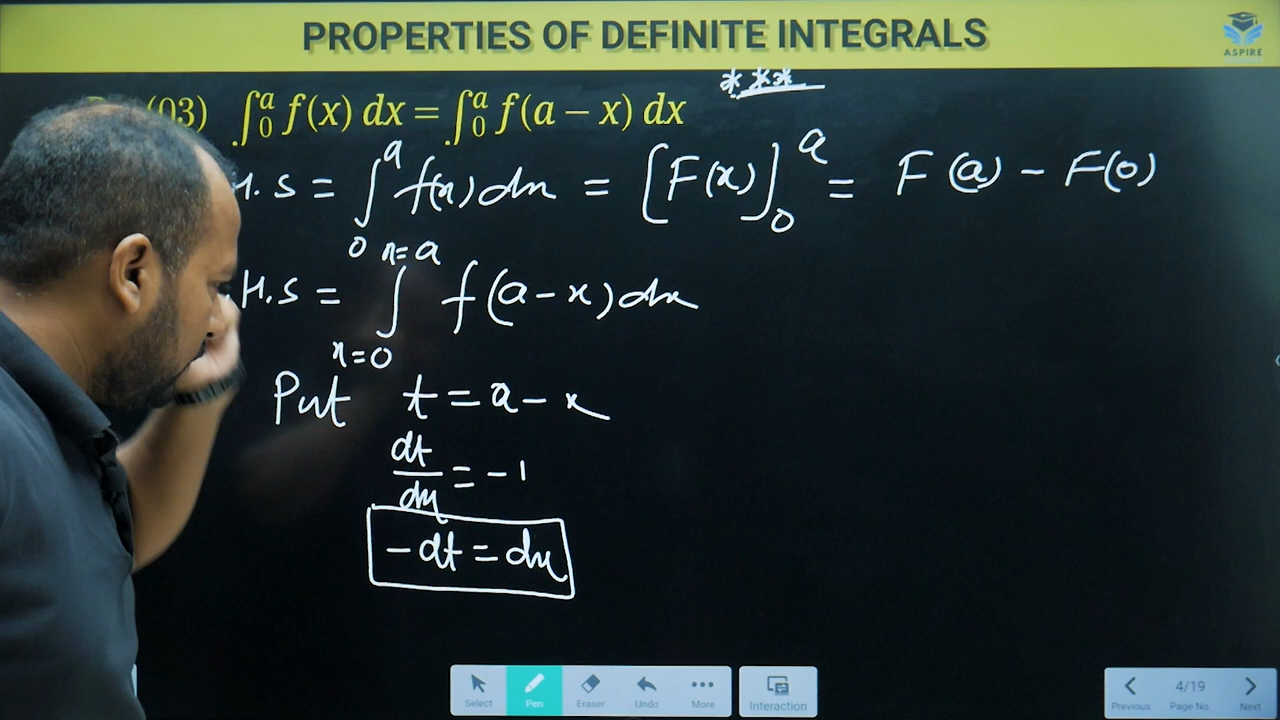 PROPERTIES OF DEFINITE INTEGRALS
ASPIRE
***
(03) ∫₀ᵃ f(x) dx = ∫₀ᵃ f(a − x) dx
H.S = ∫₀ᵃ f(x) dx = [F(x)]₀ᵃ = F(a) − F(0)
H.S = ∫ₓ₌₀ˣ⁼ᵃ f(a − x) dx
Put t = a − x
dt/dx = −1
−dt = dx
Select Pen Eraser Undo More Interaction
Previous 4/19 Page No. Next